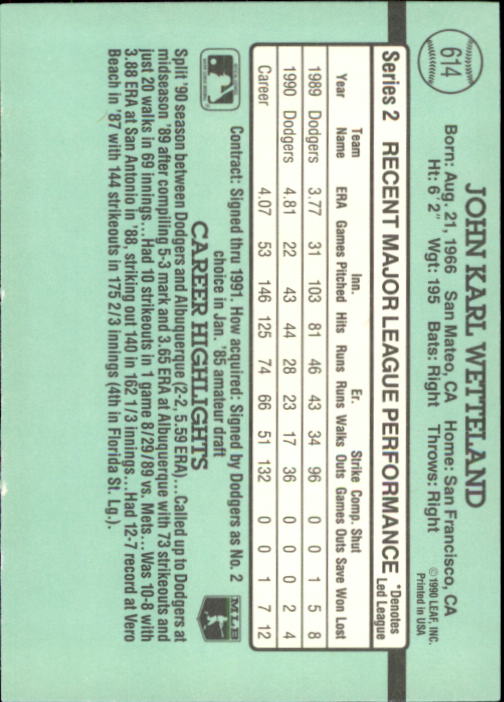 614
JOHN KARL WETTELAND
Born: Aug. 21, 1966 San Mateo, CA Home: San Francisco, CA
Ht: 6' 2" Wgt: 195 Bats: Right Throws: Right
©1990 LEAF, INC.
Printed in USA
Series 2 RECENT MAJOR LEAGUE PERFORMANCE *Denotes Led League
Team Inn. Er. Strike Comp. Shut
Year Name ERA Games Pitched Hits Runs Runs Walks Outs Games Outs Save Won Lost
1989 Dodgers 3.77 31 103 81 46 43 34 96 0 0 1 5 8
1990 Dodgers 4.81 22 43 44 28 23 17 36 0 0 0 2 4
Career 4.07 53 146 125 74 66 51 132 0 0 1 7 12
Contract: Signed thru 1991. How acquired: Signed by Dodgers as No. 2
choice in Jan. '85 amateur draft
MLB
CAREER HIGHLIGHTS
Split '90 season between Dodgers and Albuquerque (2-2, 5.59 ERA)...Called up to Dodgers at
midseason '89 after compiling 5-3 mark and 3.65 ERA at Albuquerque with 73 strikeouts and
just 20 walks in 69 innings...Had 10 strikeouts in 1 game 8/29/89 vs. Mets...Was 10-8 with
3.88 ERA at San Antonio in '88, striking out 140 in 162 1/3 innings...Had 12-7 record at Vero
Beach in '87 with 144 strikeouts in 175 2/3 innings (4th in Florida St. Lg.).